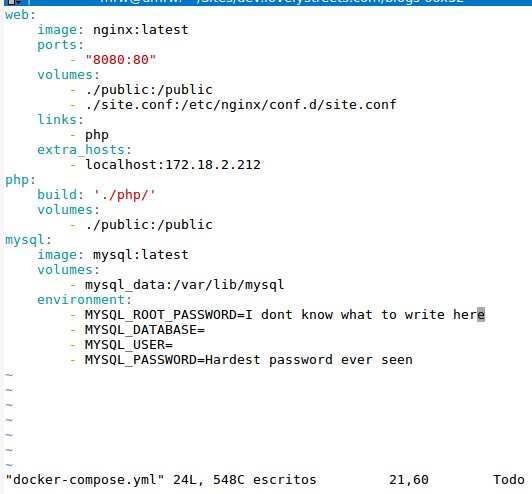 web:
    image: nginx:latest
    ports:
        - "8080:80"
    volumes:
        - ./public:/public
        - ./site.conf:/etc/nginx/conf.d/site.conf
    links:
        - php
    extra_hosts:
        - localhost:172.18.2.212
php:
    build: './php/'
    volumes:
        - ./public:/public
mysql:
    image: mysql:latest
    volumes:
        - mysql_data:/var/lib/mysql
    environment:
        - MYSQL_ROOT_PASSWORD=I dont know what to write here
        - MYSQL_DATABASE=
        - MYSQL_USER=
        - MYSQL_PASSWORD=Hardest password ever seen
~
~
~
~
~
~
~
"docker-compose.yml" 24L, 548C escritos 21,60 Todo